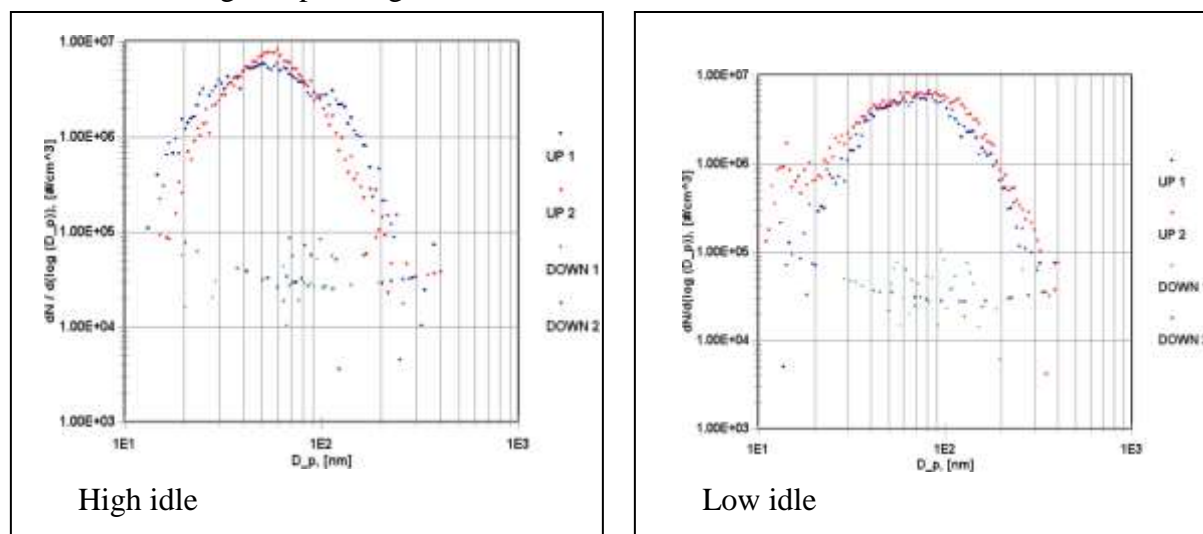 1.00E+07
1.00E+06
1.00E+05
1.00E+04
1.00E+03
dN / d(log (D_p)), [#/cm^3]
1E1
1E2
1E3
D_p, [nm]
UP 1
UP 2
DOWN 1
DOWN 2
High idle
1.00E+07
1.00E+06
1.00E+05
1.00E+04
1.00E+03
dN/d(log (D_p)), [#/cm^3]
1E1
1E2
1E3
D_p, [nm]
UP 1
UP 2
DOWN
DOWN
Low idle